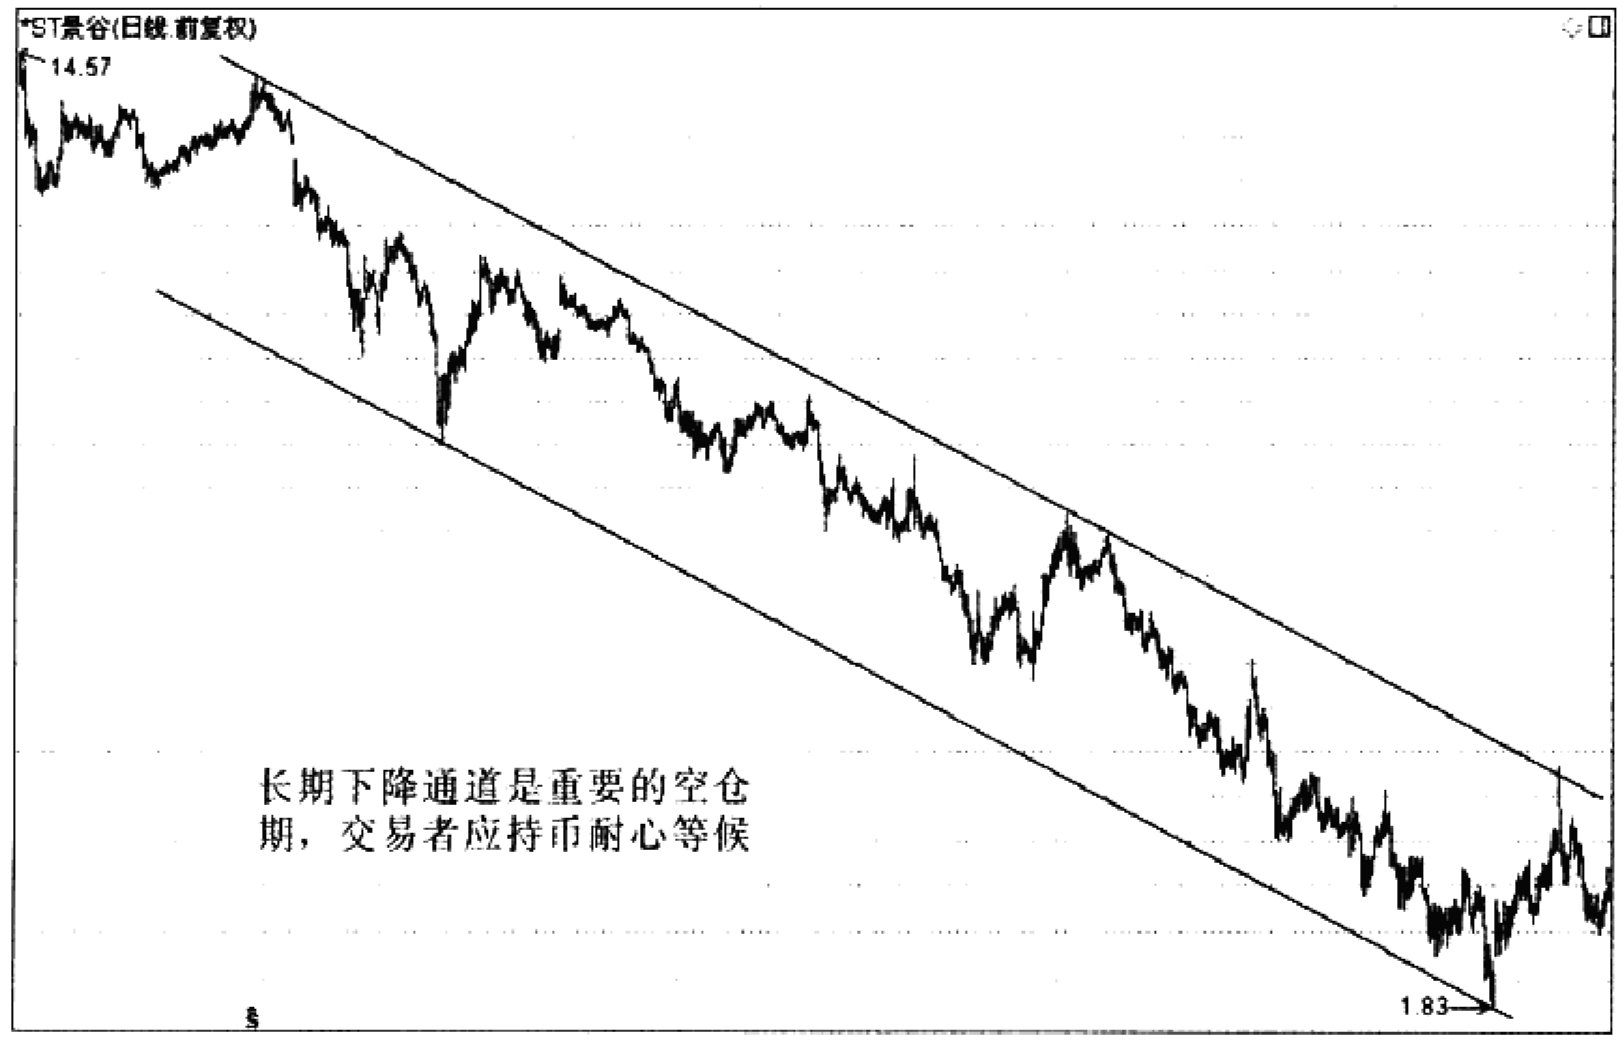 *ST景谷(日线.前复权)
14.57
长期下降通道是重要的空仓
期，交易者应持币耐心等候
1.83
S